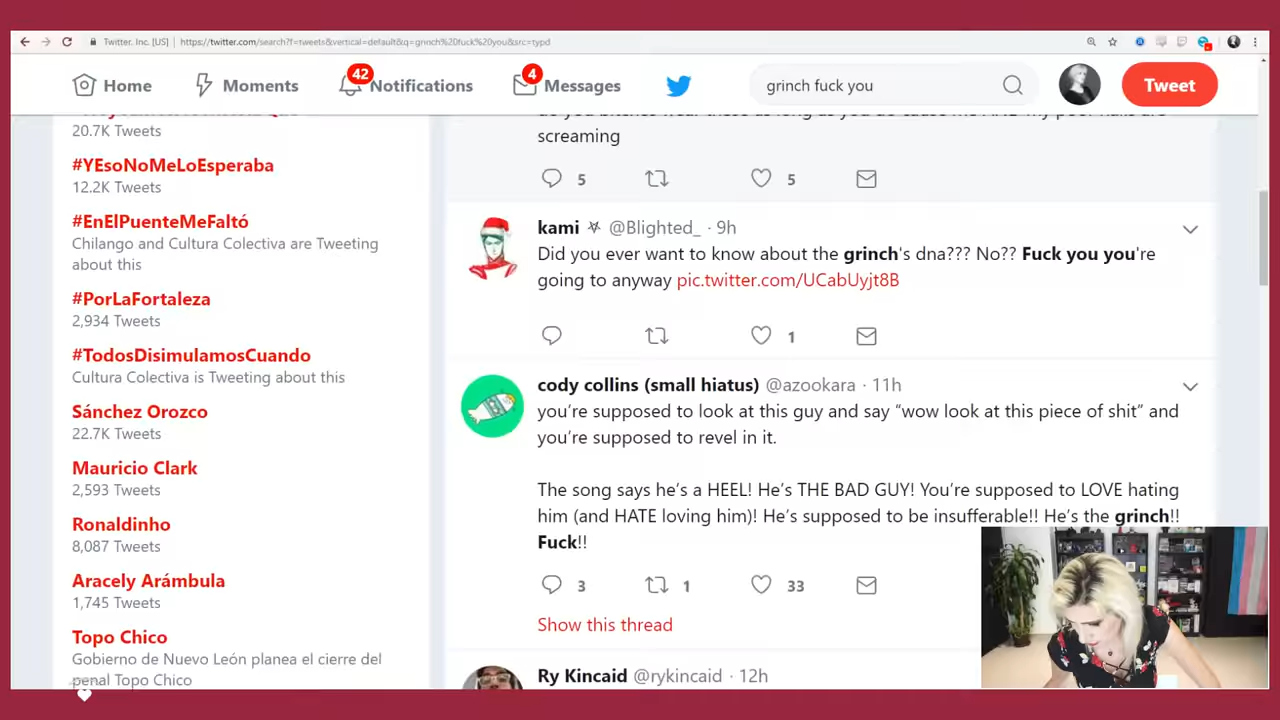 Twitter, Inc. [US]
https://twitter.com/search?f=tweets&vertical=default&q=grinch%20fuck%20you&src=typd
Home
Moments
42
Notifications
4
Messages
grinch fuck you
Tweet
20.7K Tweets
#YEsoNoMeLoEsperaba
12.2K Tweets
#EnElPuenteMeFaltó
Chilango and Cultura Colectiva are Tweeting
about this
#PorLaFortaleza
2,934 Tweets
#TodosDisimulamosCuando
Cultura Colectiva is Tweeting about this
Sánchez Orozco
22.7K Tweets
Mauricio Clark
2,593 Tweets
Ronaldinho
8,087 Tweets
Aracely Arámbula
1,745 Tweets
Topo Chico
Gobierno de Nuevo León planea el cierre del
penal Topo Chico
screaming
5
5
kami @Blighted_ · 9h
Did you ever want to know about the grinch's dna??? No?? Fuck you you're
going to anyway pic.twitter.com/UCabUyjt8B
1
cody collins (small hiatus) @azookara · 11h
you’re supposed to look at this guy and say “wow look at this piece of shit” and
you’re supposed to revel in it.
The song says he’s a HEEL! He’s THE BAD GUY! You’re supposed to LOVE hating
him (and HATE loving him)! He’s supposed to be insufferable!! He’s the grinch!!
Fuck!!
3
1
33
Show this thread
Ry Kincaid @rykincaid · 12h